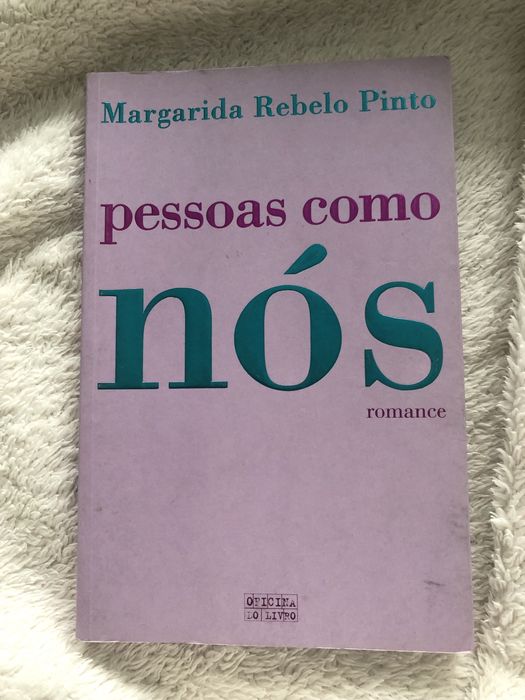 Margarida Rebelo Pinto
pessoas como
nós
romance
OFICINA
DO LIVRO